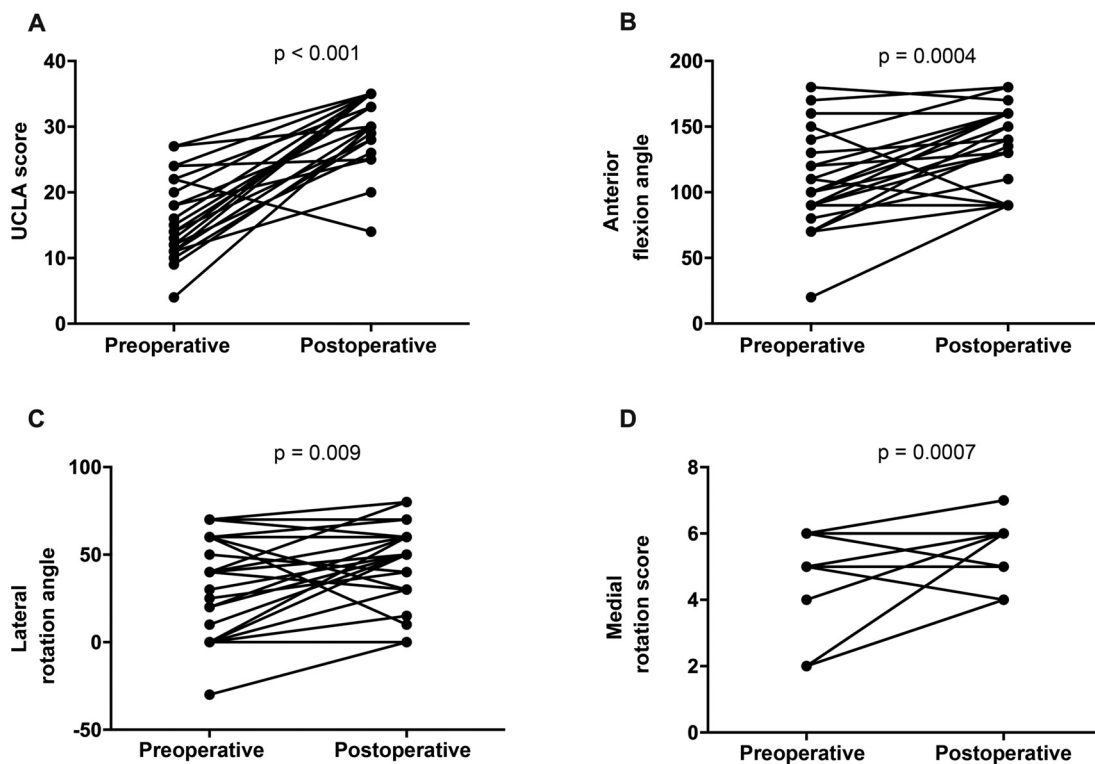 A
p < 0.001
UCLA score
40
30
20
10
0
Preoperative
Postoperative
B
p = 0.0004
Anterior
flexion angle
200
150
100
50
0
Preoperative
Postoperative
C
p = 0.009
Lateral
rotation angle
100
50
0
-50
Preoperative
Postoperative
D
p = 0.0007
Medial
rotation score
8
6
4
2
0
Preoperative
Postoperative